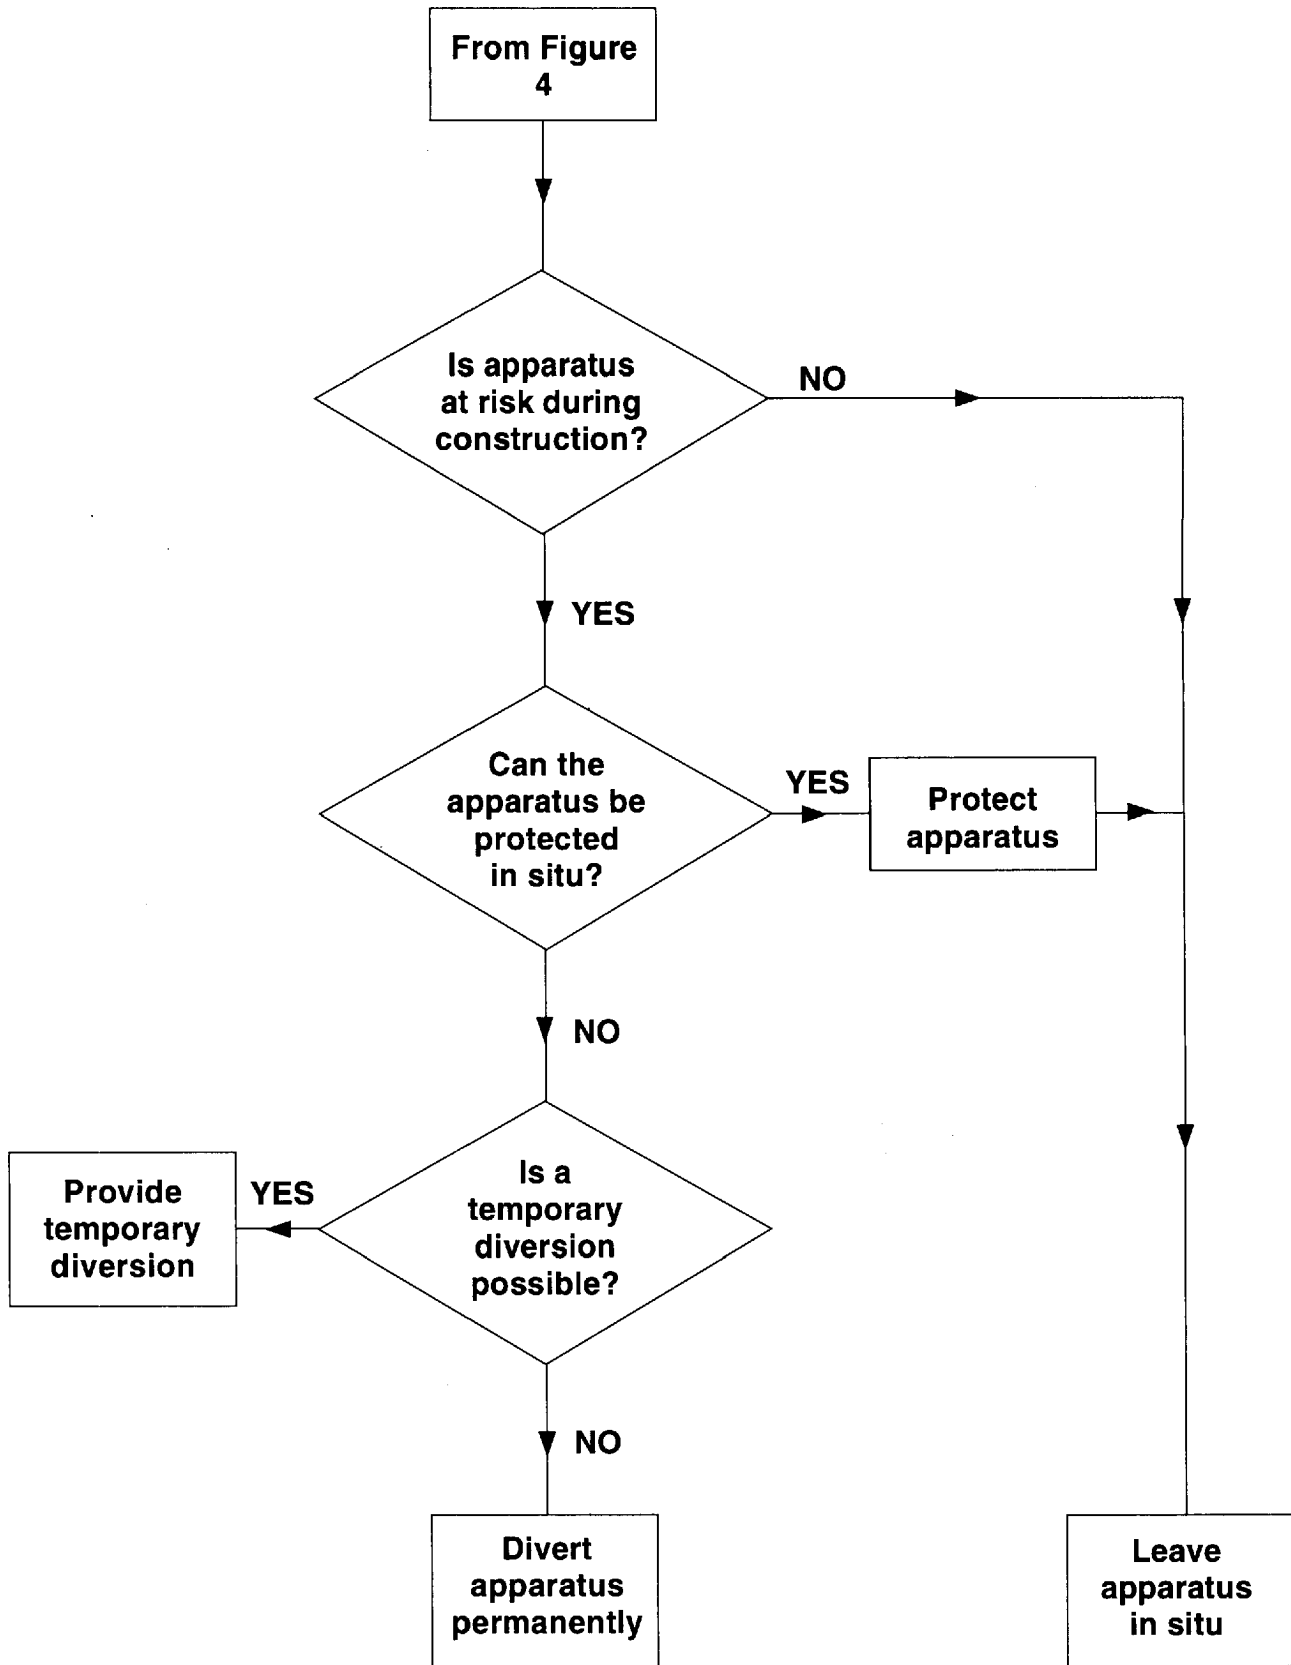 From Figure
4
Is apparatus
at risk during
construction?
NO
YES
Can the
apparatus be
protected
in situ?
YES
Protect
apparatus
NO
Is a
temporary
diversion
possible?
YES
Provide
temporary
diversion
NO
Divert
apparatus
permanently
Leave
apparatus
in situ